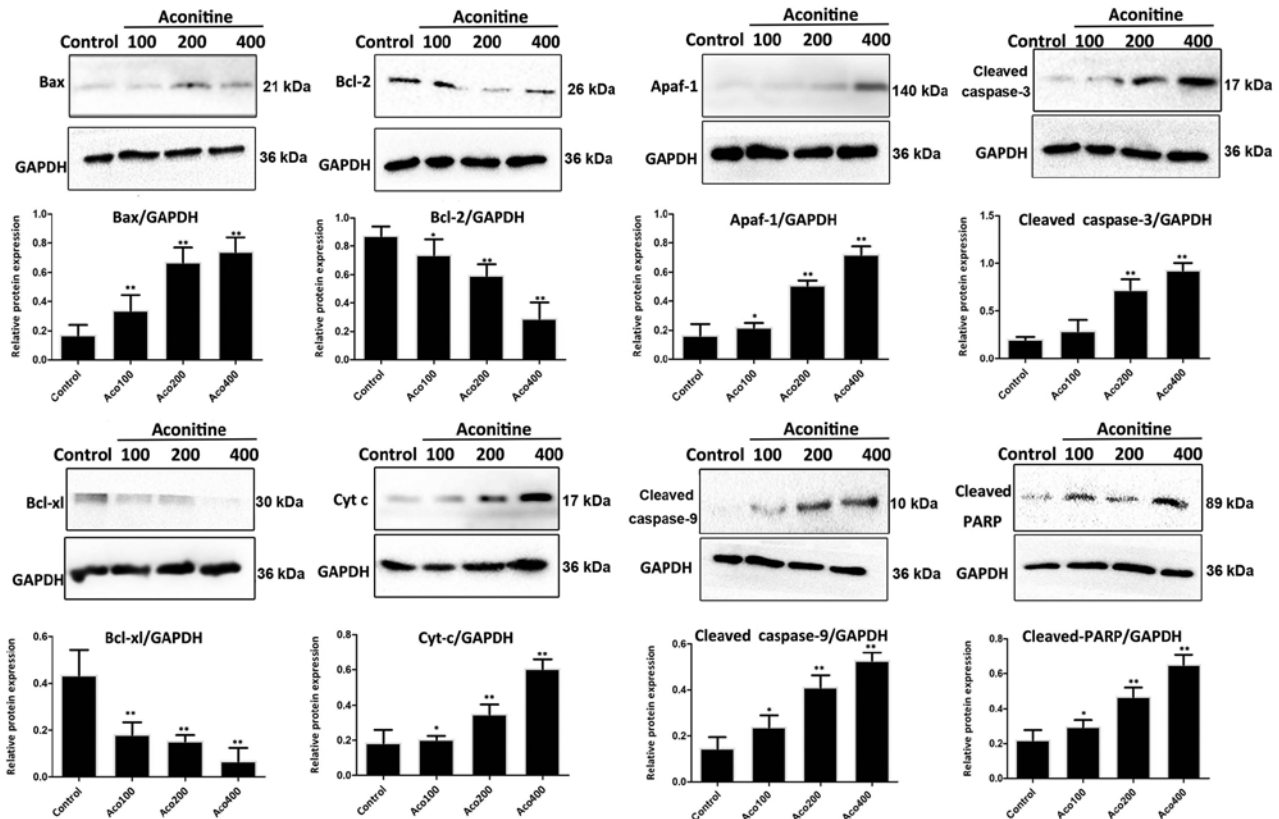 Aconitine
Control 100 200 400
Bax
21 kDa
GAPDH
36 kDa
Bax/GAPDH
Relative protein expression
1.0
0.8
0.6
0.4
0.2
0.0
**
**
**
Control
Aco100
Aco200
Aco400
Aconitine
Control 100 200 400
Bcl-2
26 kDa
GAPDH
36 kDa
Bcl-2/GAPDH
Relative protein expression
1.0
0.8
0.6
0.4
0.2
0.0
*
**
**
Control
Aco100
Aco200
Aco400
Aconitine
Control 100 200 400
Apaf-1
140 kDa
GAPDH
36 kDa
Apaf-1/GAPDH
Relative protein expression
1.0
0.8
0.6
0.4
0.2
0.0
*
**
**
Control
Aco100
Aco200
Aco400
Aconitine
Control 100 200 400
Cleaved
caspase-3
17 kDa
GAPDH
36 kDa
Cleaved caspase-3/GAPDH
Relative protein expression
1.5
1.0
0.5
0.0
**
**
Control
Aco100
Aco200
Aco400
Aconitine
Control 100 200 400
Bcl-xl
30 kDa
GAPDH
36 kDa
Bcl-xl/GAPDH
Relative protein expression
0.6
0.4
0.2
0.0
**
**
**
Control
Aco100
Aco200
Aco400
Aconitine
Control 100 200 400
Cyt c
17 kDa
GAPDH
36 kDa
Cyt-c/GAPDH
Relative protein expression
0.8
0.6
0.4
0.2
0.0
*
**
**
Control
Aco100
Aco200
Aco400
Aconitine
Control 100 200 400
Cleaved
caspase-9
10 kDa
GAPDH
36 kDa
Cleaved caspase-9/GAPDH
Relative protein expression
0.6
0.4
0.2
0.0
*
**
**
Control
Aco100
Aco200
Aco400
Aconitine
Control 100 200 400
Cleaved
PARP
89 kDa
GAPDH
36 kDa
Cleaved-PARP/GAPDH
Relative protein expression
0.8
0.6
0.4
0.2
0.0
*
**
**
Control
Aco100
Aco200
Aco400